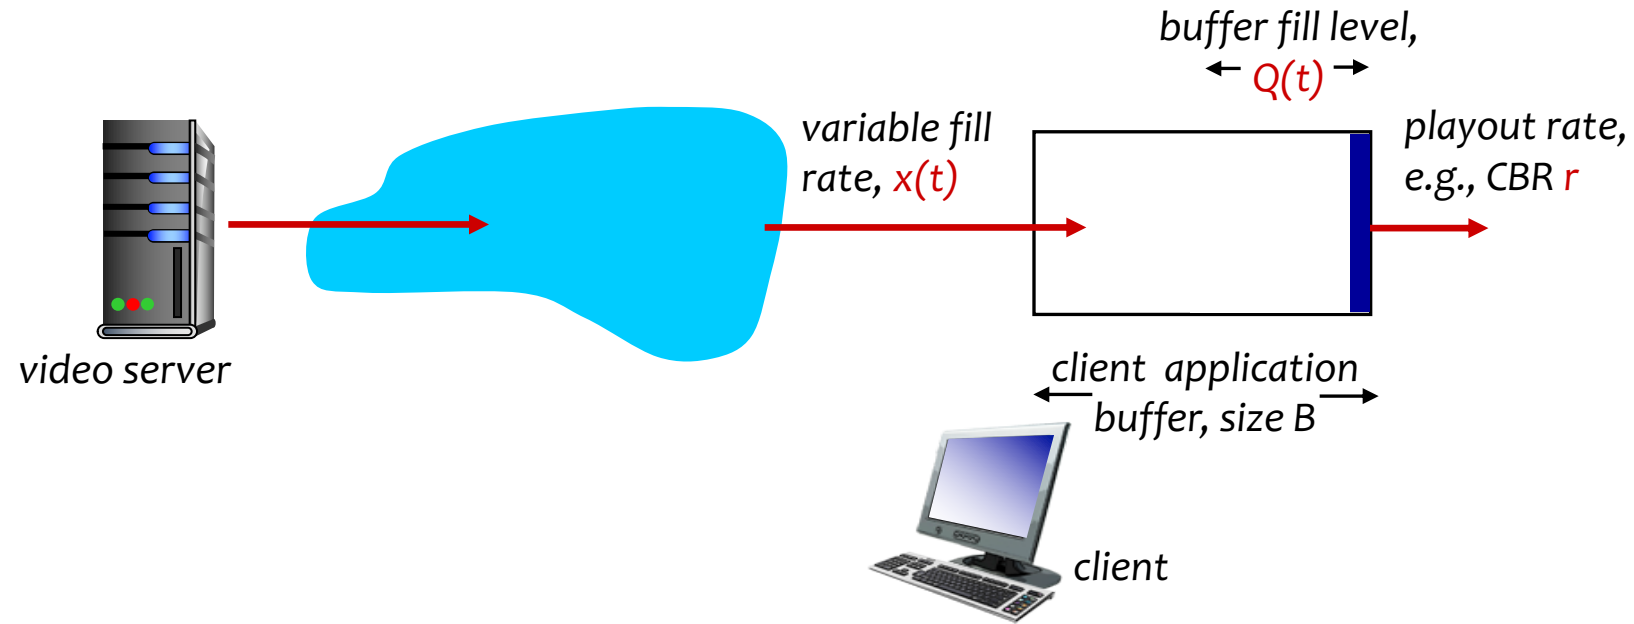 buffer fill level,
Q(t)
variable fill
rate, x(t)
playout rate,
e.g., CBR r
video server
client application
buffer, size B
client